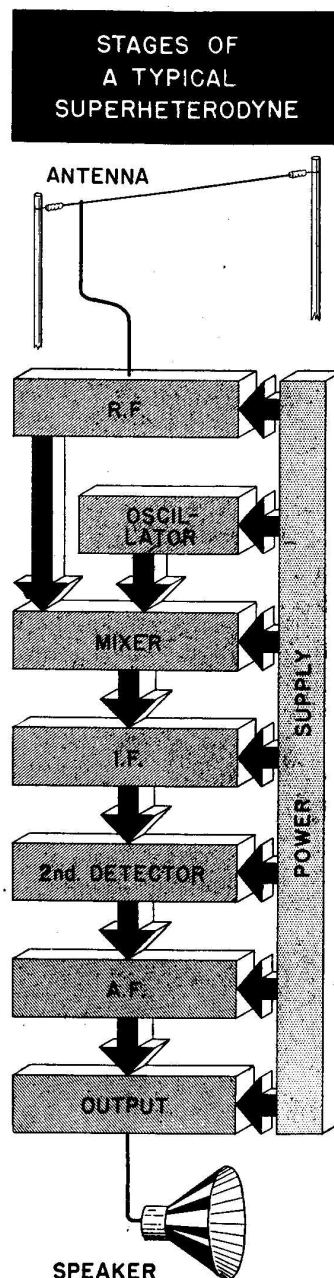 STAGES OF
A TYPICAL
SUPERHETERODYNE
ANTENNA
R.F.
OSCIL-
LATOR
MIXER
I.F.
2nd. DETECTOR
A.F.
OUTPUT
POWER SUPPLY
SPEAKER